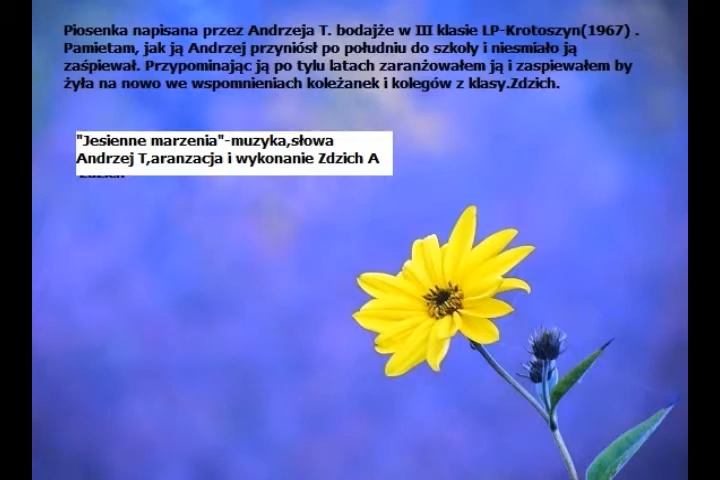 Piosenka napisana przez Andrzeja T. bodajże w III klasie LP-Krotoszyn(1967) .
Pamietam, jak ją Andrzej przyniósł po południu do szkoly i niesmiało ją
zaśpiewał. Przypominając ją po tylu latach zaranżowałem ją i zaspiewałem by
żyła na nowo we wspomnieniach koleżanek i kolegów z klasy.Zdzich.
"Jesienne marzenia"-muzyka,słowa
Andrzej T,aranzacja i wykonanie Zdzich A